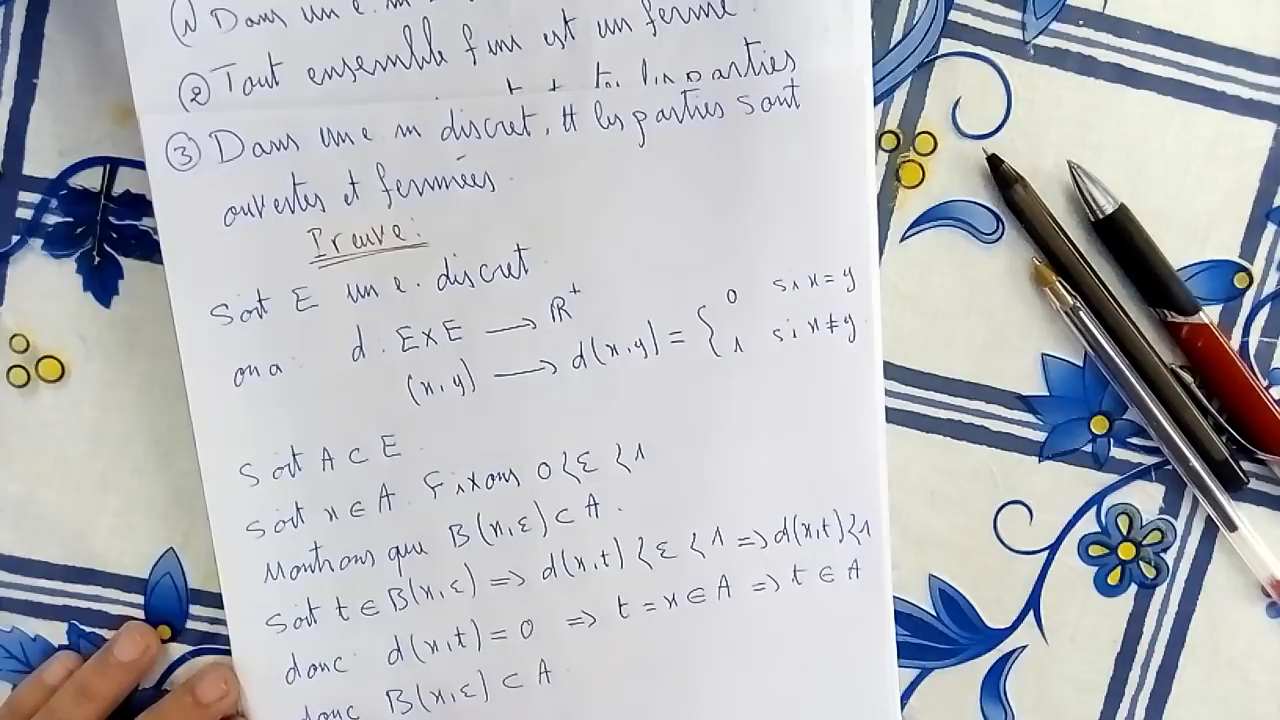 (1) Dans un e. m
② Tout ensemble fini est un fermé.
③ Dans un e m discret, tt les parties sont
ouvertes et fermées.
Preuve:
Soit E un e. discret
on a: d: E×E ⟶ ℝ⁺
(x,y) ⟶ d(x,y) = { 0 si x=y
1 si x≠y.
Soit A ⊂ E.
Soit x ∈ A. Fixons 0<ε<1
Montrons que B(x,ε) ⊂ A.
Soit t ∈ B(x,ε) => d(x,t) < ε < 1 => d(x,t)<1
donc d(x,t) = 0 => t = x ∈ A => t ∈ A
donc B(x,ε) ⊂ A.